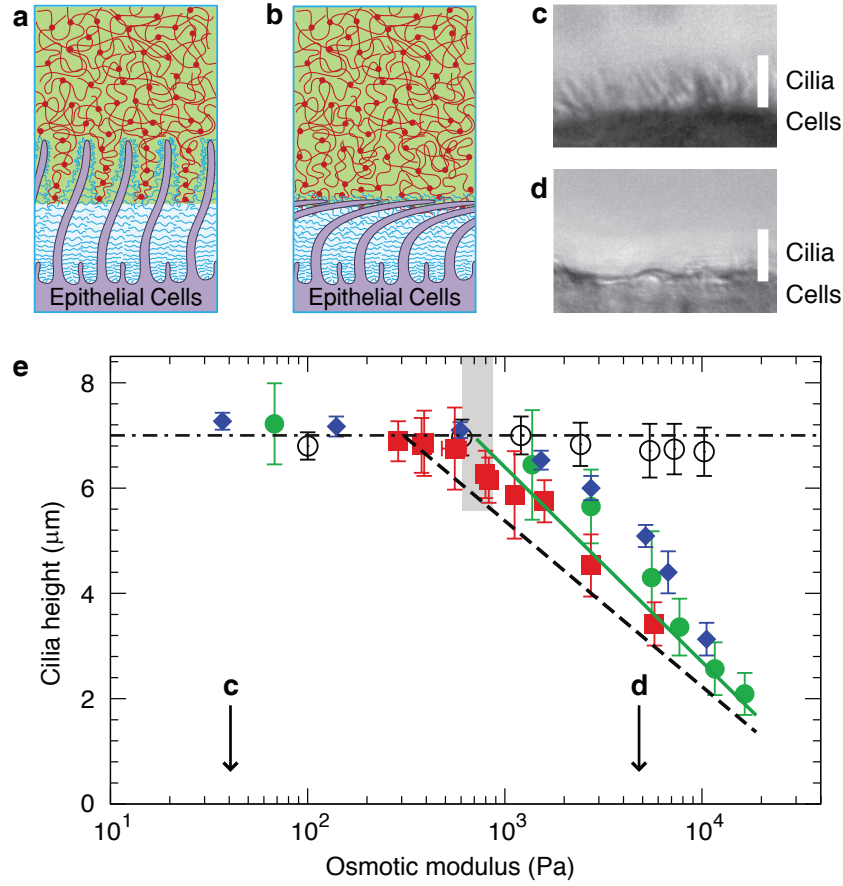 a
b
c
d
Epithelial Cells
Epithelial Cells
Cilia
Cells
Cilia
Cells
e
8
6
4
2
0
Cilia height (μm)
c
d
10¹ 10² 10³ 10⁴
Osmotic modulus (Pa)